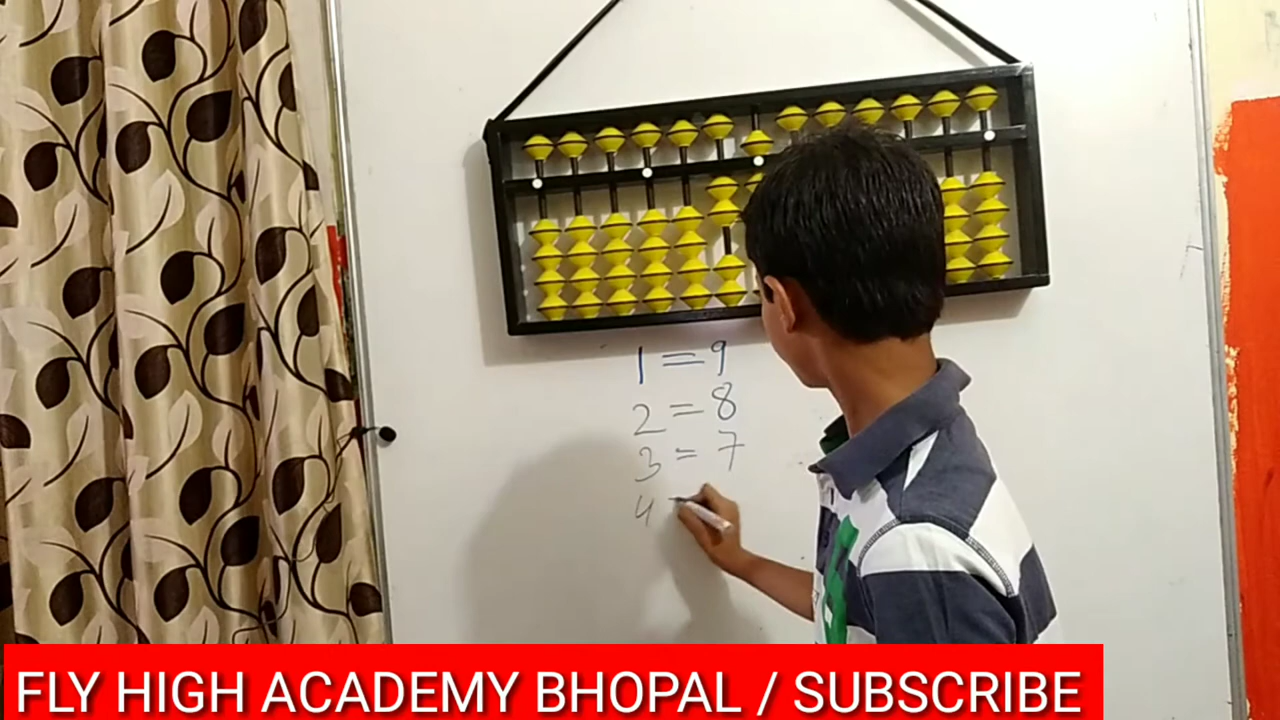 1 = 9
2 = 8
3 = 7
4
FLY HIGH ACADEMY BHOPAL / SUBSCRIBE